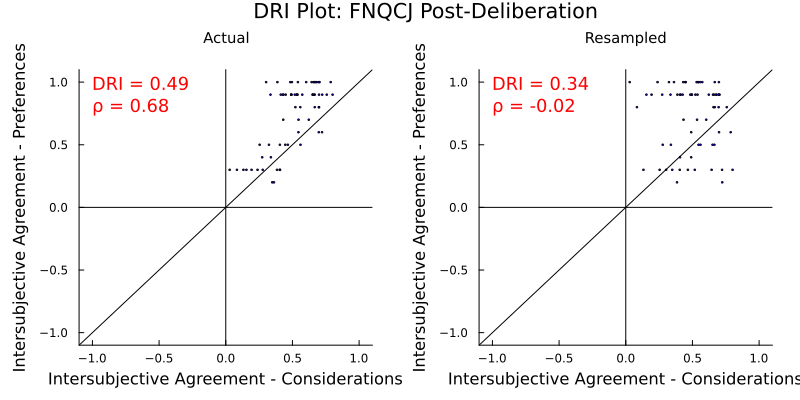 DRI Plot: FNQCJ Post-Deliberation
Actual
Intersubjective Agreement - Preferences
1.0
0.5
0.0
−0.5
−1.0
DRI = 0.49
ρ = 0.68
−1.0 −0.5 0.0 0.5 1.0
Intersubjective Agreement - Considerations
Resampled
Intersubjective Agreement - Preferences
1.0
0.5
0.0
−0.5
−1.0
DRI = 0.34
ρ = -0.02
−1.0 −0.5 0.0 0.5 1.0
Intersubjective Agreement - Considerations